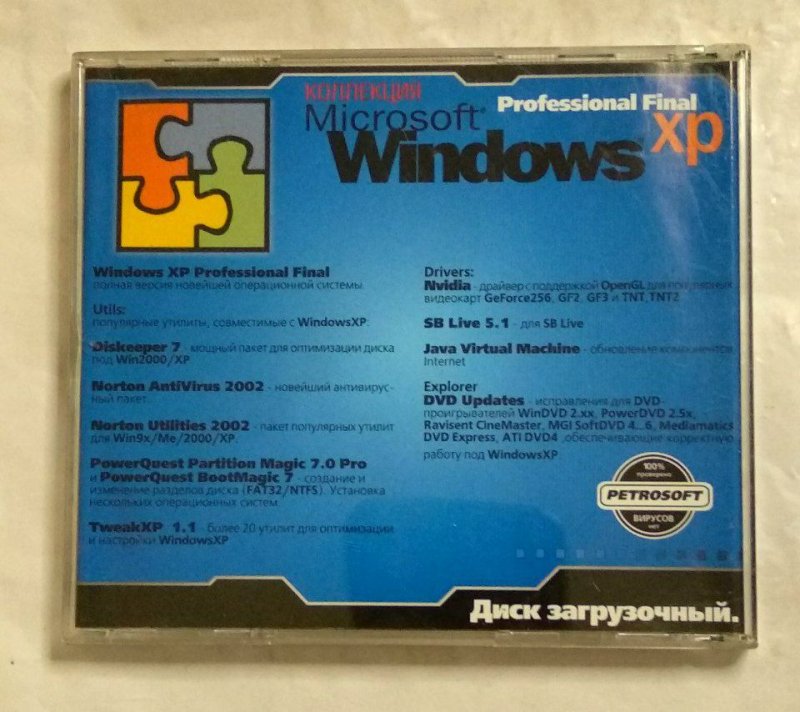 КОЛЛЕКЦИЯ
Microsoft®
Professional Final
Windows xp
Windows XP Professional Final
полная версия новейшей операционной системы.
Utils:
популярные утилиты, совместимые с WindowsXP:
Diskeeper 7 - мощный пакет для оптимизации диска
под Win2000/XP
Norton AntiVirus 2002 - новейший антивирус-
ный пакет.
Norton Utilities 2002 - пакет популярных утилит
для Win9x/Me/2000/XP.
PowerQuest Partition Magic 7.0 Pro
и PowerQuest BootMagic 7 - создание и
изменение разделов диска (FAT32/NTFS). Установка
нескольких операционных систем
TweakXP 1.1 - более 20 утилит для оптимизации
и настройки WindowsXP
Drivers:
Nvidia - драйвер с поддержкой OpenGL для популярных
видеокарт GeForce256, GF2, GF3 и TNT,TNT2
SB Live 5.1 - для SB Live
Java Virtual Machine - обновление компонентов
Internet
Explorer
DVD Updates - исправления для DVD-
проигрывателей WinDVD 2.xx, PowerDVD 2.5x,
Ravisent CineMaster, MGI SoftDVD 4...6, Mediamatics
DVD Express, ATI DVD4 ,обеспечивающие корректную
работу под WindowsXP
100%
проверено
PETROSOFT
ВИРУСОВ
нет
Диск загрузочный.